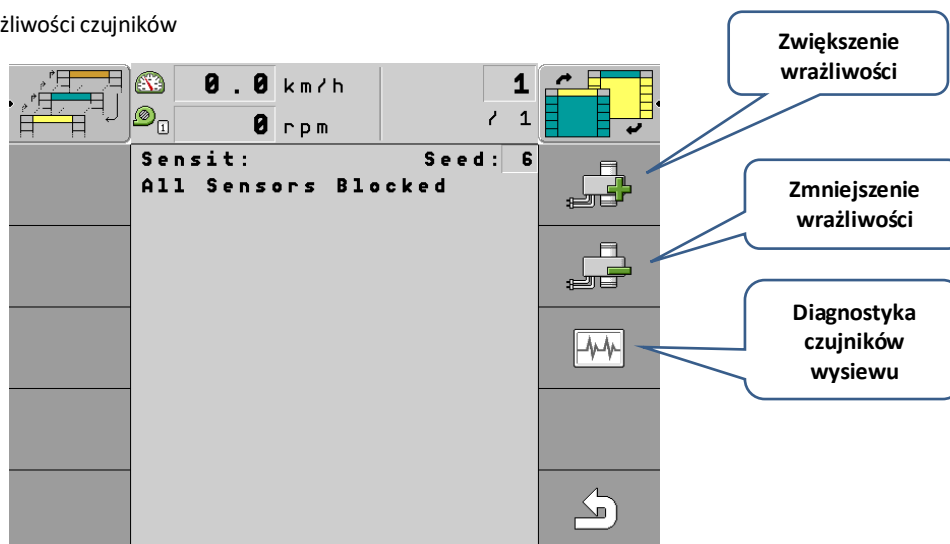 żliwości czujników
Zwiększenie
wrażliwości
0.0 km/h 1
1 0 rpm / 1
Sensit: Seed: 6
All Sensors Blocked
Zmniejszenie
wrażliwości
Diagnostyka
czujników
wysiewu